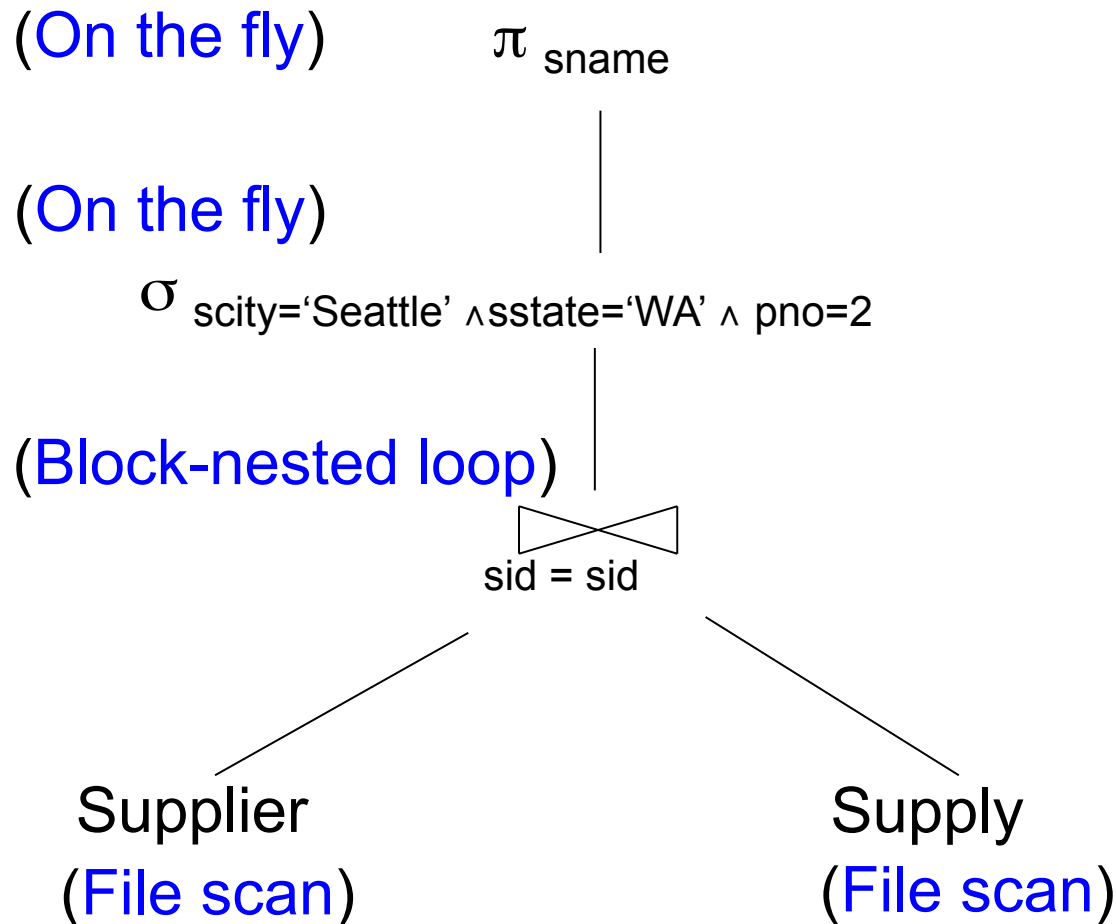 (On the fly) π sname
(On the fly)
σ scity=‘Seattle’ ∧sstate=‘WA’ ∧ pno=2
(Block-nested loop)
sid = sid
Supplier Supply
(File scan) (File scan)